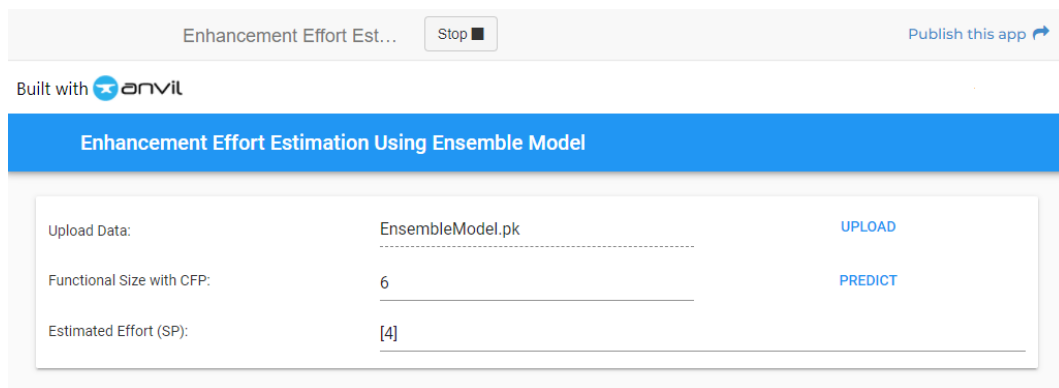 Enhancement Effort Est... Stop Publish this app
Built with anvil
Enhancement Effort Estimation Using Ensemble Model
Upload Data: EnsembleModel.pk UPLOAD
Functional Size with CFP: 6 PREDICT
Estimated Effort (SP): [4]